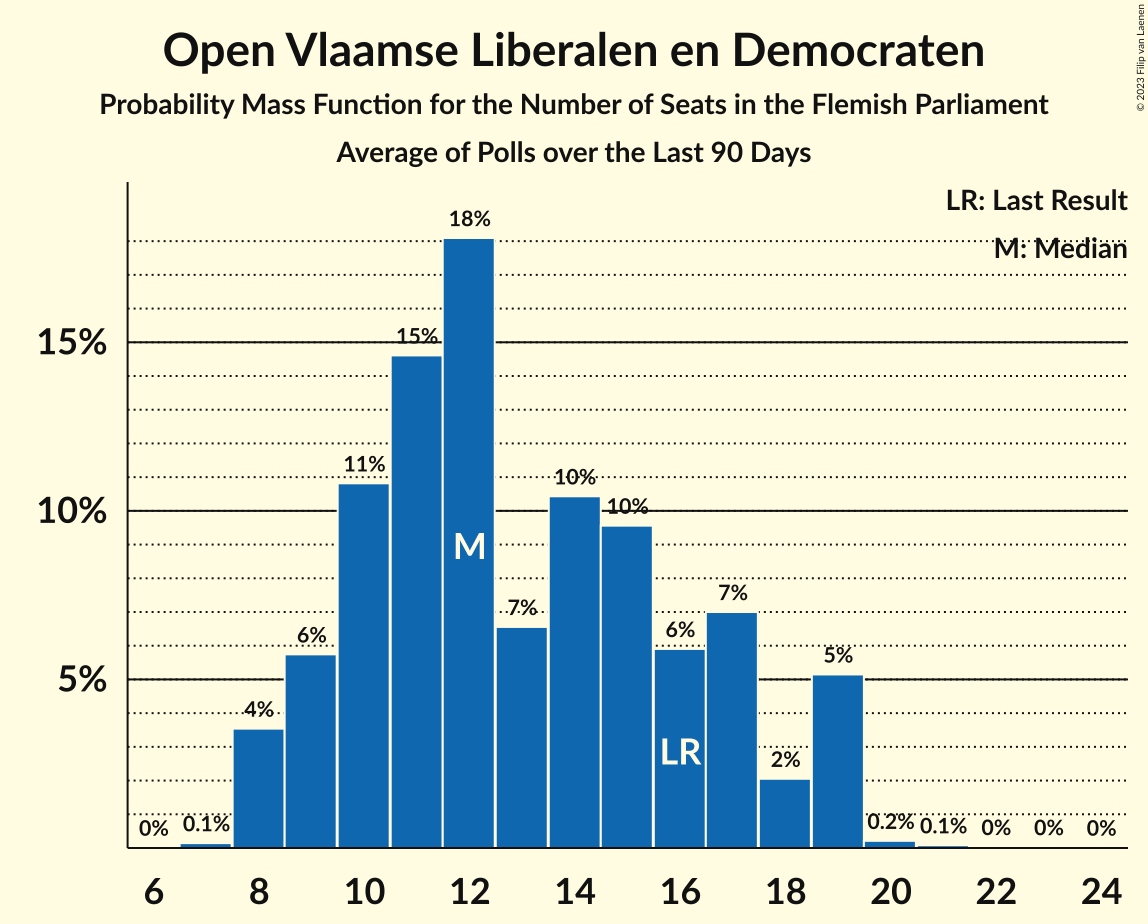 Open Vlaamse Liberalen en Democraten
Probability Mass Function for the Number of Seats in the Flemish Parliament
Average of Polls over the Last 90 Days
© 2023 Filip van Laenen
LR: Last Result
M: Median
15%
10%
5%
0%
0.1%
4%
6%
11%
15%
18%
7%
10%
10%
6%
7%
2%
5%
0.2%
0.1%
0%
0%
0%
M
LR
6 8 10 12 14 16 18 20 22 24